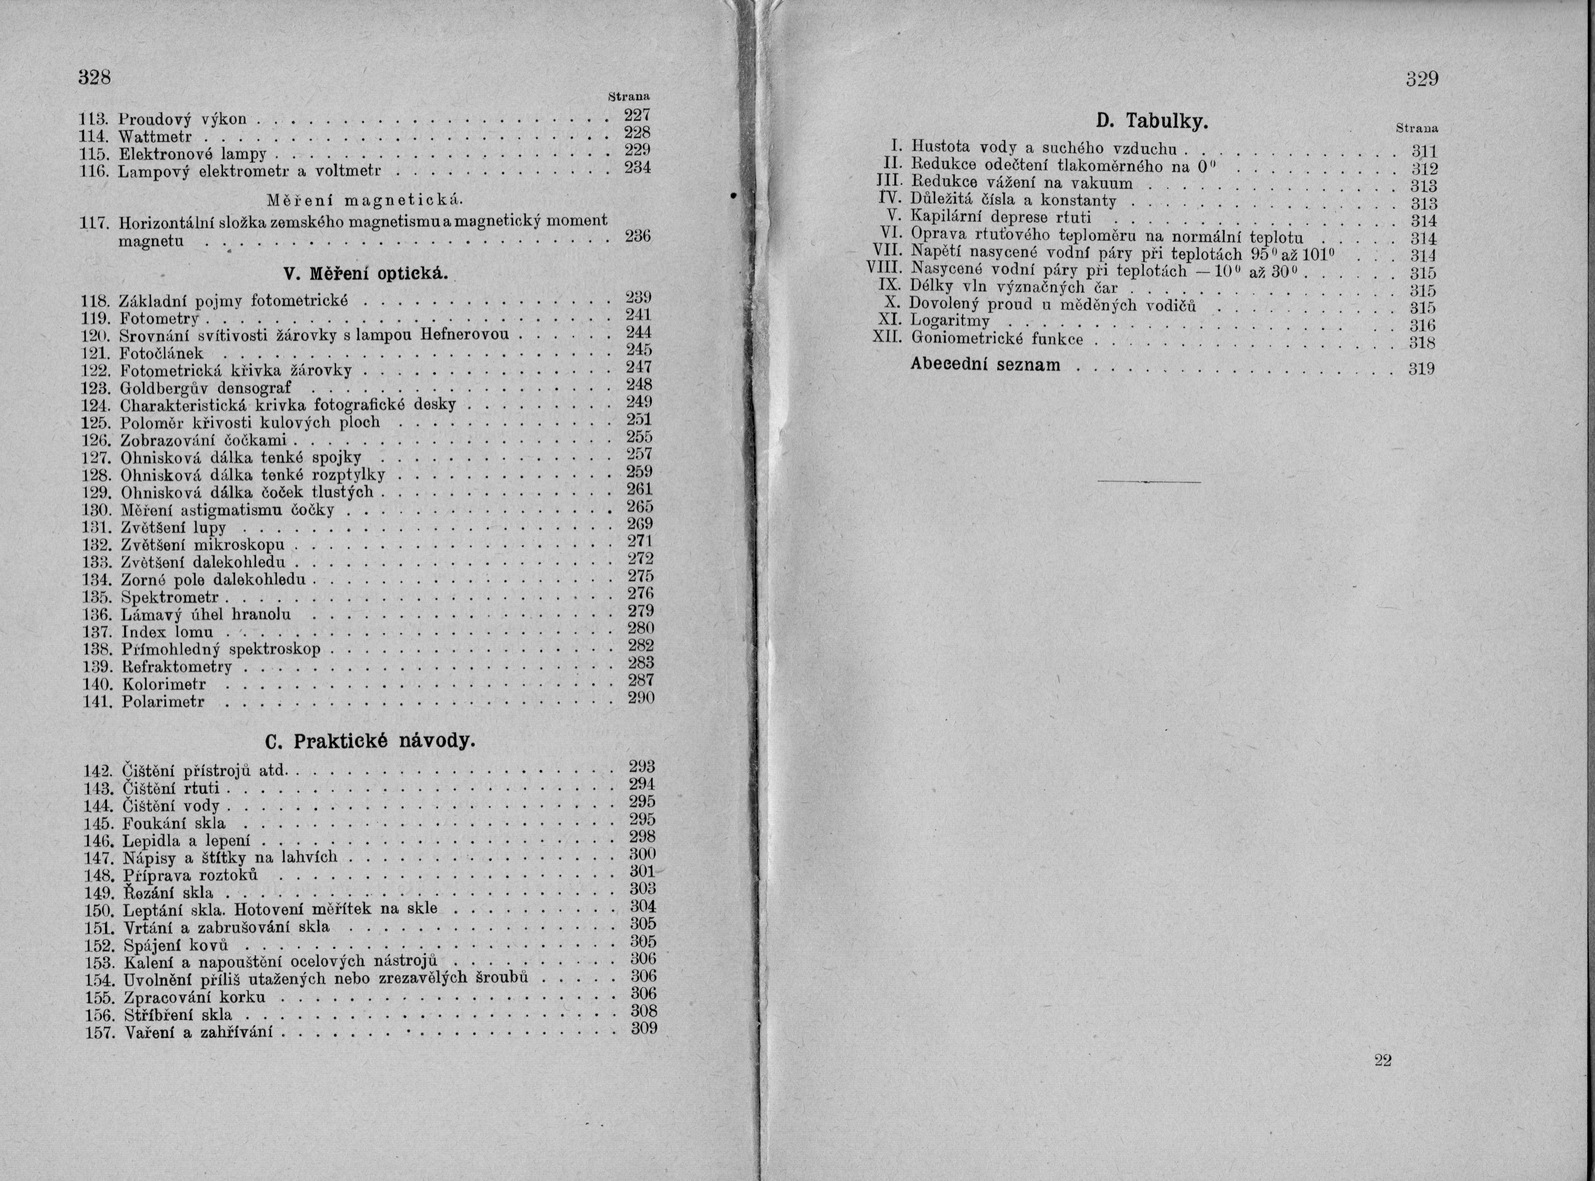 328
Strana
113. Proudový výkon . . . . . . . . . . . . . . . . . . . . . 227
114. Wattmetr . . . . . . . . . . . . . . . . . . . . . . . . 228
115. Elektronové lampy . . . . . . . . . . . . . . . . . . . . 229
116. Lampový elektrometr a voltmetr . . . . . . . . . . . . . 234
Měření magnetická.
117. Horizontální složka zemského magnetismu a magnetický moment
magnetu . . . . . . . . . . . . . . . . . . . . . . . . 236
V. Měření optická.
118. Základní pojmy fotometrické . . . . . . . . . . . . . . . 239
119. Fotometry . . . . . . . . . . . . . . . . . . . . . . . . 241
120. Srovnání svítivosti žárovky s lampou Hefnerovou . . . . . . 244
121. Fotočlánek . . . . . . . . . . . . . . . . . . . . . . . 245
122. Fotometrická křivka žárovky . . . . . . . . . . . . . . . 247
123. Goldbergův densograf . . . . . . . . . . . . . . . . . . 248
124. Charakteristická krivka fotografické desky . . . . . . . . . 249
125. Poloměr křivosti kulových ploch . . . . . . . . . . . . . 251
126. Zobrazování čočkami . . . . . . . . . . . . . . . . . . . 255
127. Ohnisková dálka tenké spojky . . . . . . . . . . . . . . 257
128. Ohnisková dálka tenké rozptylky . . . . . . . . . . . . . 259
129. Ohnisková dálka čoček tlustých . . . . . . . . . . . . . . 261
130. Měření astigmatismu čočky . . . . . . . . . . . . . . . . 265
131. Zvětšení lupy . . . . . . . . . . . . . . . . . . . . . . 269
132. Zvětšení mikroskopu . . . . . . . . . . . . . . . . . . . 271
133. Zvětšení dalekohledu . . . . . . . . . . . . . . . . . . . 272
134. Zorné pole dalekohledu . . . . . . . . . . . . . . . . . . 275
135. Spektrometr . . . . . . . . . . . . . . . . . . . . . . . 276
136. Lámavý úhel hranolu . . . . . . . . . . . . . . . . . . 279
137. Index lomu . . . . . . . . . . . . . . . . . . . . . . . 280
138. Přímohledný spektroskop . . . . . . . . . . . . . . . . . 282
139. Refraktometry . . . . . . . . . . . . . . . . . . . . . . 283
140. Kolorimetr . . . . . . . . . . . . . . . . . . . . . . . 287
141. Polarimetr . . . . . . . . . . . . . . . . . . . . . . . 290
C. Praktické návody.
142. Čištění přístrojů atd. . . . . . . . . . . . . . . . . . . . 293
143. Čištění rtuti . . . . . . . . . . . . . . . . . . . . . . . 294
144. Čištění vody . . . . . . . . . . . . . . . . . . . . . . . 295
145. Foukání skla . . . . . . . . . . . . . . . . . . . . . . 295
146. Lepidla a lepení . . . . . . . . . . . . . . . . . . . . . 298
147. Nápisy a štítky na lahvích . . . . . . . . . . . . . . . . 300
148. Příprava roztoků . . . . . . . . . . . . . . . . . . . . 301
149. Řezání skla . . . . . . . . . . . . . . . . . . . . . . . 303
150. Leptání skla. Hotovení měřítek na skle . . . . . . . . . . 304
151. Vrtání a zabrušování skla . . . . . . . . . . . . . . . . 305
152. Spájení kovů . . . . . . . . . . . . . . . . . . . . . . 305
153. Kalení a napouštění ocelových nástrojů . . . . . . . . . . 306
154. Uvolnění příliš utažených nebo zrezavělých šroubů . . . . . 306
155. Zpracování korku . . . . . . . . . . . . . . . . . . . . 306
156. Stříbření skla . . . . . . . . . . . . . . . . . . . . . . 308
157. Vaření a zahřívání . . . . . . . . . . . . . . . . . . . . 309
329
D. Tabulky.
Strana
I. Hustota vody a suchého vzduchu . . . . . . . . . . . . . 311
II. Redukce odečtení tlakoměrného na 0⁰ . . . . . . . . . . 312
III. Redukce vážení na vakuum . . . . . . . . . . . . . . . 313
IV. Důležitá čísla a konstanty . . . . . . . . . . . . . . . . 313
V. Kapilární deprese rtuti . . . . . . . . . . . . . . . . . 314
VI. Oprava rtuťového teploměru na normální teplotu . . . . . 314
VII. Napětí nasycené vodní páry při teplotách 95⁰ až 101⁰ . . . 314
VIII. Nasycené vodní páry při teplotách —10⁰ až 30⁰ . . . . . . 315
IX. Délky vln význačných čar . . . . . . . . . . . . . . . . 315
X. Dovolený proud u měděných vodičů . . . . . . . . . . . 315
XI. Logaritmy . . . . . . . . . . . . . . . . . . . . . . . 316
XII. Goniometrické funkce . . . . . . . . . . . . . . . . . . 318
Abecední seznam . . . . . . . . . . . . . . . . . . . 319
22